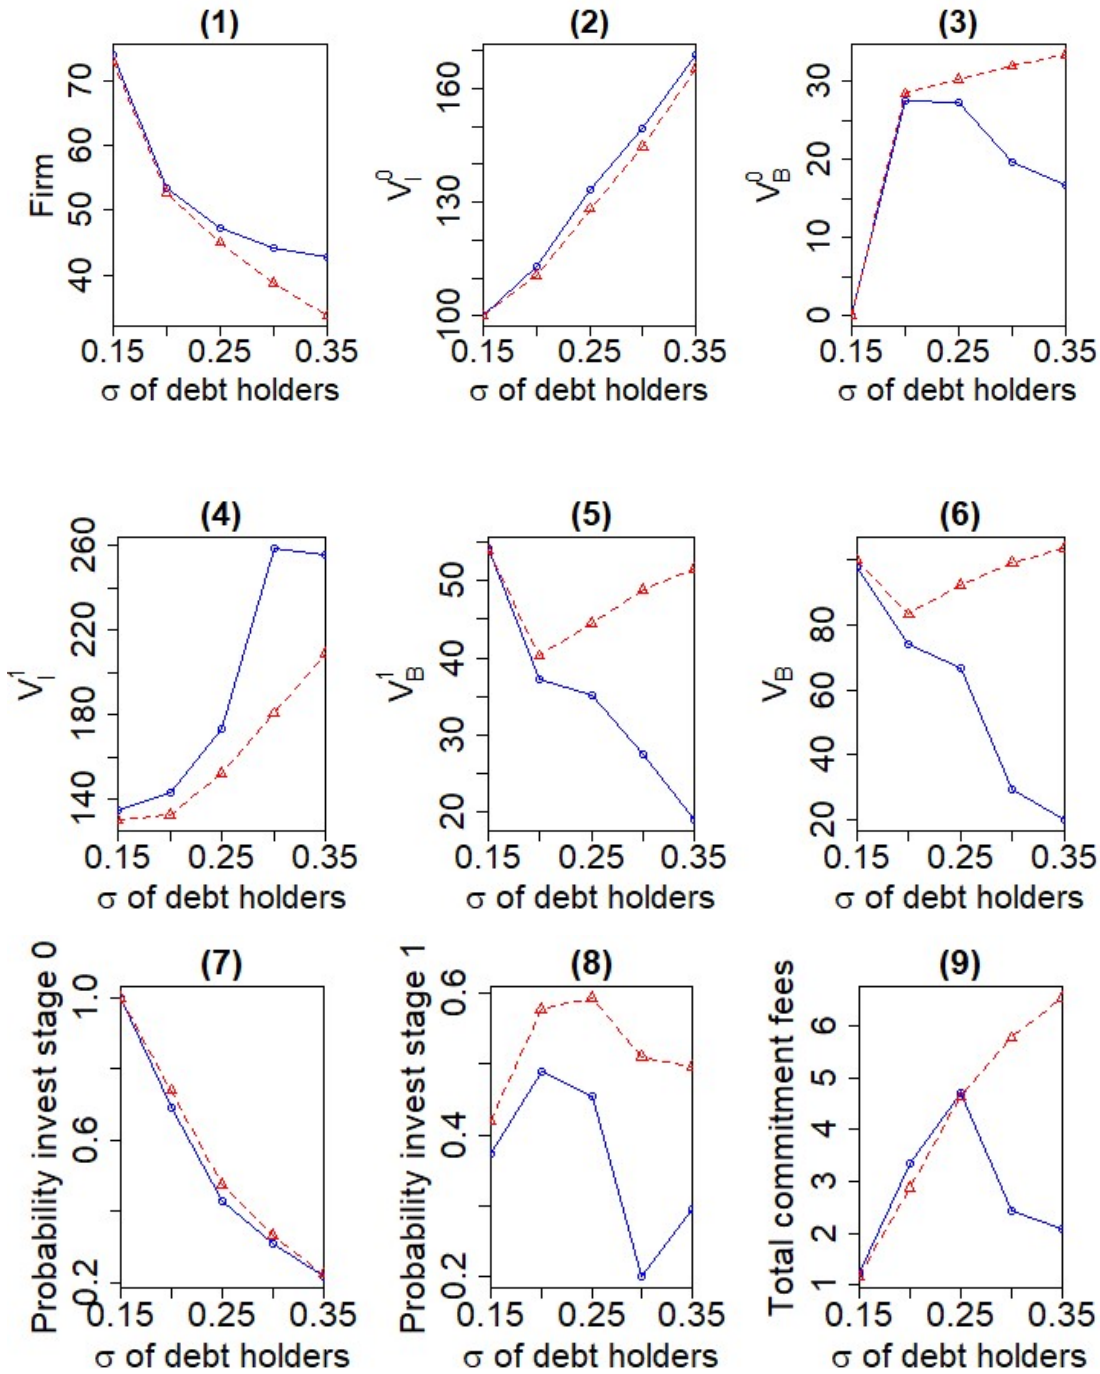 (1) (2) (3)
Firm
70
60
50
40
0.15 0.25 0.35
σ of debt holders
V_I^0
160
130
100
0.15 0.25 0.35
σ of debt holders
V_B^0
30
20
10
0
0.15 0.25 0.35
σ of debt holders
(4) (5) (6)
V_I^1
260
220
180
140
0.15 0.25 0.35
σ of debt holders
V_B^1
50
40
30
20
0.15 0.25 0.35
σ of debt holders
V_B
80
60
40
20
0.15 0.25 0.35
σ of debt holders
(7) (8) (9)
Probability invest stage 0
1.0
0.6
0.2
0.15 0.25 0.35
σ of debt holders
Probability invest stage 1
0.6
0.4
0.2
0.15 0.25 0.35
σ of debt holders
Total commitment fees
6
5
4
3
2
1
0.15 0.25 0.35
σ of debt holders